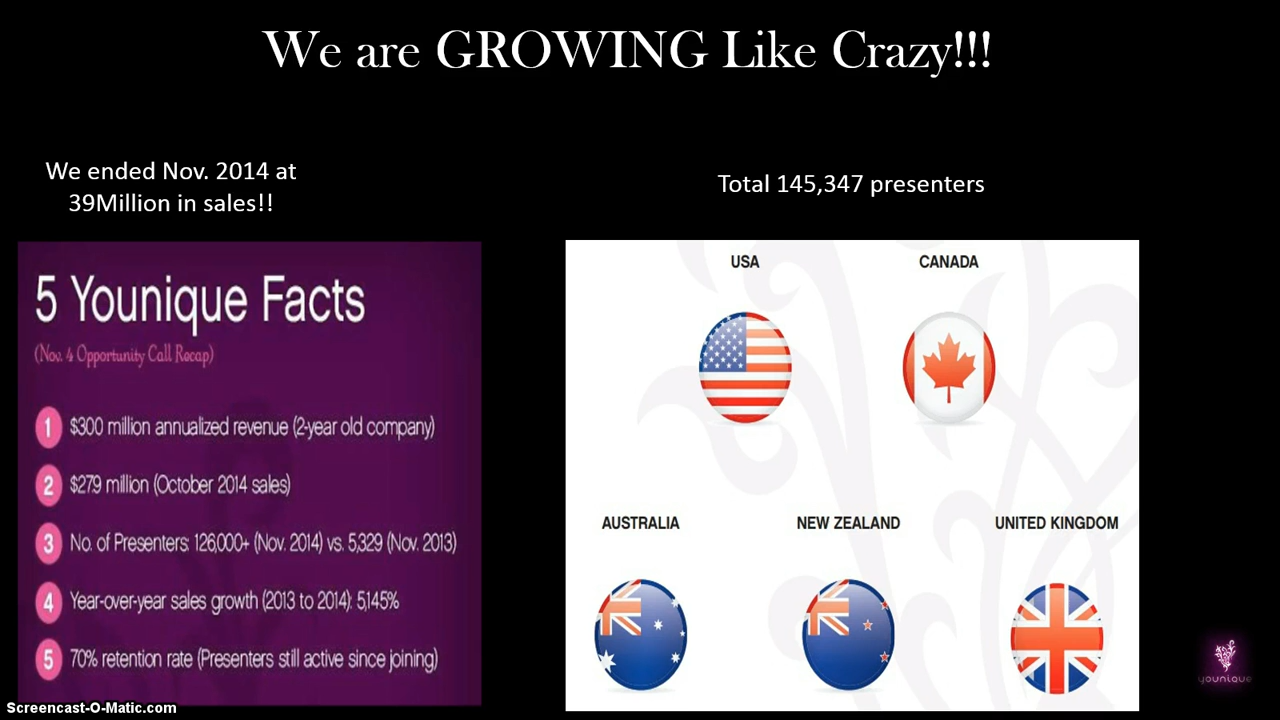 We are GROWING Like Crazy!!!
We ended Nov. 2014 at
39Million in sales!!
Total 145,347 presenters
5 Younique Facts
(Nov. 4 Opportunity Call Recap)
1 $300 million annualized revenue (2-year old company)
2 $27.9 million (October 2014 sales)
3 No. of Presenters: 126,000+ (Nov. 2014) vs. 5,329 (Nov. 2013)
4 Year-over-year sales growth (2013 to 2014): 5,145%
5 70% retention rate (Presenters still active since joining)
USA
CANADA
AUSTRALIA
NEW ZEALAND
UNITED KINGDOM
younique
Screencast-O-Matic.com